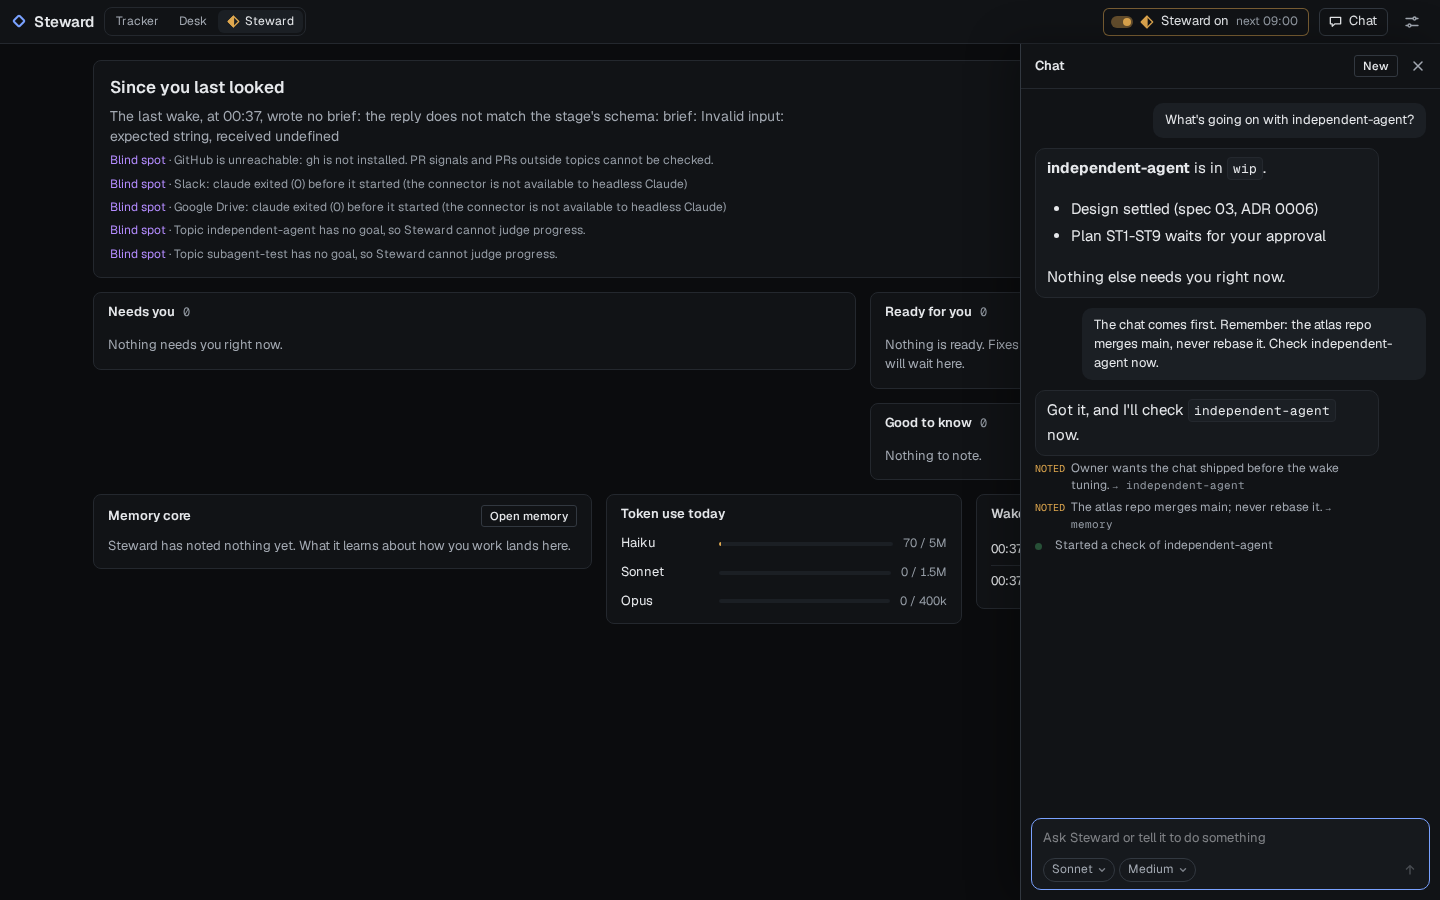 Steward
Tracker
Desk
Steward
Steward on next 09:00
Chat
Since you last looked
The last wake, at 00:37, wrote no brief: the reply does not match the stage's schema: brief: Invalid input:
expected string, received undefined
Blind spot · GitHub is unreachable: gh is not installed. PR signals and PRs outside topics cannot be checked.
Blind spot · Slack: claude exited (0) before it started (the connector is not available to headless Claude)
Blind spot · Google Drive: claude exited (0) before it started (the connector is not available to headless Claude)
Blind spot · Topic independent-agent has no goal, so Steward cannot judge progress.
Blind spot · Topic subagent-test has no goal, so Steward cannot judge progress.
Needs you 0
Nothing needs you right now.
Ready for you 0
Nothing is ready. Fixes
will wait here.
Good to know 0
Nothing to note.
Memory core
Open memory
Steward has noted nothing yet. What it learns about how you work lands here.
Token use today
Haiku 70 / 5M
Sonnet 0 / 1.5M
Opus 0 / 400k
Wake
00:37
00:37
Chat
New
What's going on with independent-agent?
independent-agent is in wip.
• Design settled (spec 03, ADR 0006)
• Plan ST1-ST9 waits for your approval
Nothing else needs you right now.
The chat comes first. Remember: the atlas repo
merges main, never rebase it. Check independent-
agent now.
Got it, and I'll check independent-agent
now.
NOTED Owner wants the chat shipped before the wake
tuning. → independent-agent
NOTED The atlas repo merges main; never rebase it. →
memory
Started a check of independent-agent
Ask Steward or tell it to do something
Sonnet
Medium